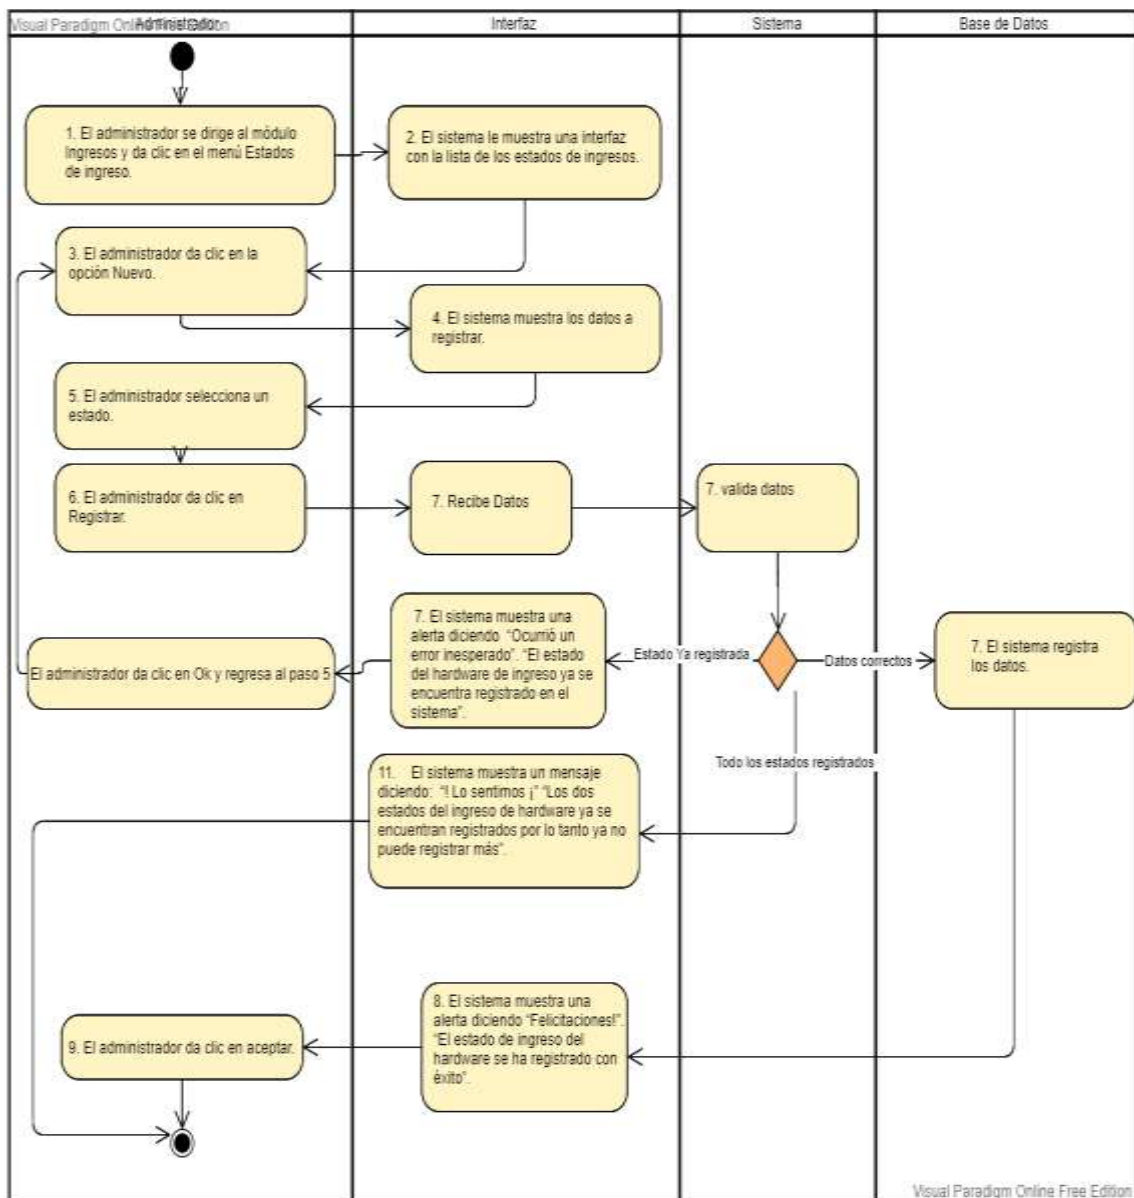 Visual Paradigm Online Free Edition
Administrador
Interfaz
Sistema
Base de Datos
1. El administrador se dirige al módulo
Ingresos y da clic en el menú Estados
de ingreso.
2. El sistema le muestra una interfaz
con la lista de los estados de ingresos.
3. El administrador da clic en la
opción Nuevo.
4. El sistema muestra los datos a
registrar.
5. El administrador selecciona un
estado.
6. El administrador da clic en
Registrar.
7. Recibe Datos
7. valida datos
7. El sistema muestra una
alerta diciendo "Ocurrió un
error inesperado". "El estado
del hardware de ingreso ya se
encuentra registrado en el
sistema".
Estado Ya registrada
Datos correctos
7. El sistema registra
los datos.
El administrador da clic en Ok y regresa al paso 5
Todo los estados registrados
11. El sistema muestra un mensaje
diciendo: "! Lo sentimos ¡" "Los dos
estados del ingreso de hardware ya se
encuentran registrados por lo tanto ya no
puede registrar más".
8. El sistema muestra una
alerta diciendo "Felicitaciones!".
"El estado de ingreso del
hardware se ha registrado con
éxito".
9. El administrador da clic en aceptar.
Visual Paradigm Online Free Edition